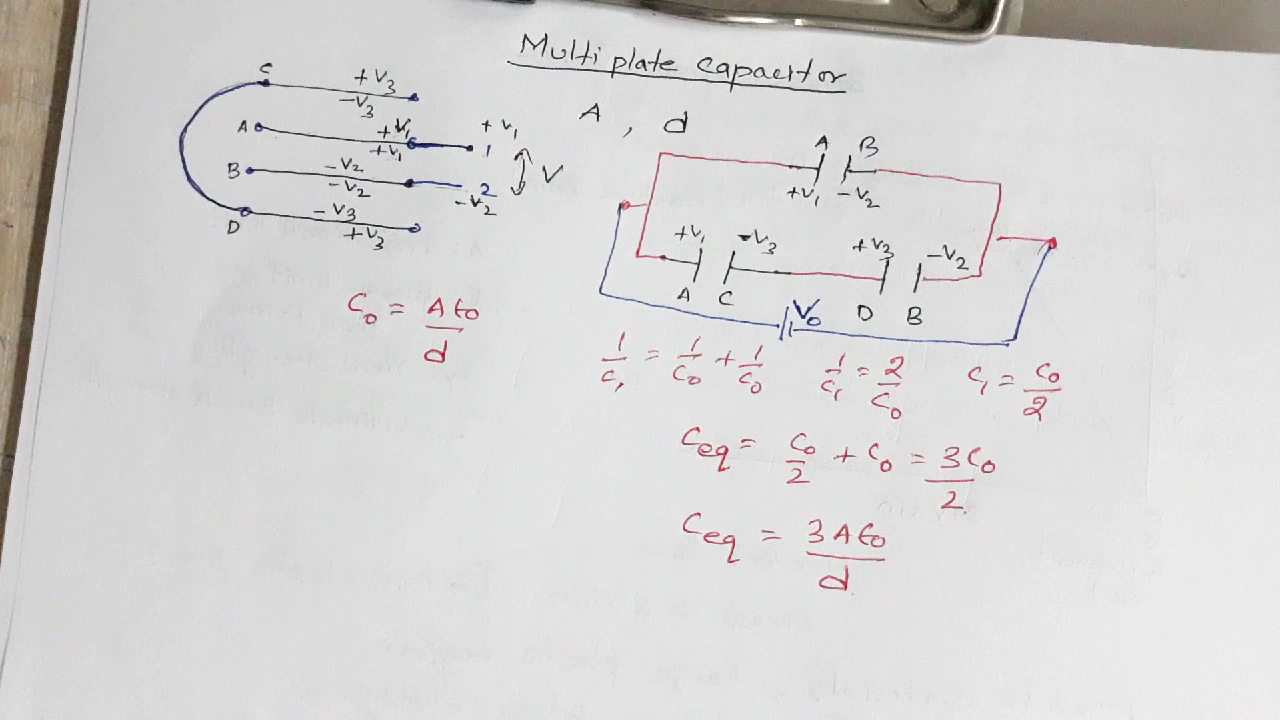 Multiplate capacitor
A, d
C +V₃
-V₃
A +V₁ +V₁ 1
+V₁
B -V₂ V
-V₂ 2
-V₂
D -V₃
+V₃
A B
+V₁ -V₂
+V₁ -V₃ +V₃ -V₂
A C D B
V₀
C₀ = Aϵ₀/d
1/C₁ = 1/C₀ + 1/C₀ 1/C₁ = 2/C₀ C₁ = C₀/2
Ceq = C₀/2 + C₀ = 3C₀/2
Ceq = 3Aϵ₀/d